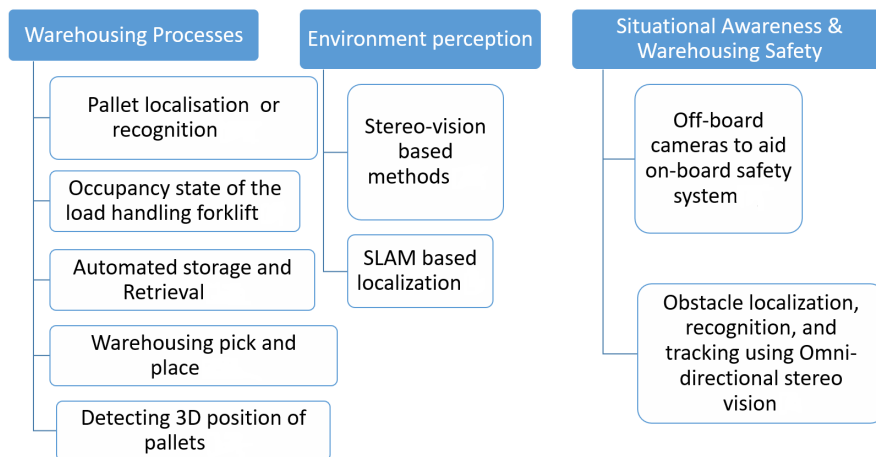 Warehousing Processes
Pallet localisation or
recognition
Occupancy state of the
load handling forklift
Automated storage and
Retrieval
Warehousing pick and
place
Detecting 3D position of
pallets
Environment perception
Stereo-vision
based
methods
SLAM based
localization
Situational Awareness &
Warehousing Safety
Off-board
cameras to aid
on-board safety
system
Obstacle localization,
recognition, and
tracking using Omni-
directional stereo
vision